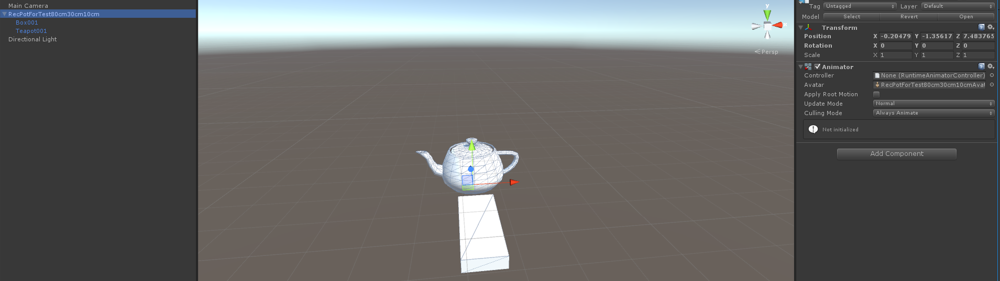 Main Camera
RecPotForTest80cm30cm10cm
Box001
Teapot001
Directional Light
y
x
Persp
Tag Untagged Layer Default
Model Select Revert Open
Transform
Position X -0.20479 Y -1.35617 Z 7.483765
Rotation X 0 Y 0 Z 0
Scale X 1 Y 1 Z 1
Animator
Controller None (RuntimeAnimatorController)
Avatar RecPotForTest80cm30cm10cmAvat
Apply Root Motion
Update Mode Normal
Culling Mode Always Animate
Not initialized
Add Component